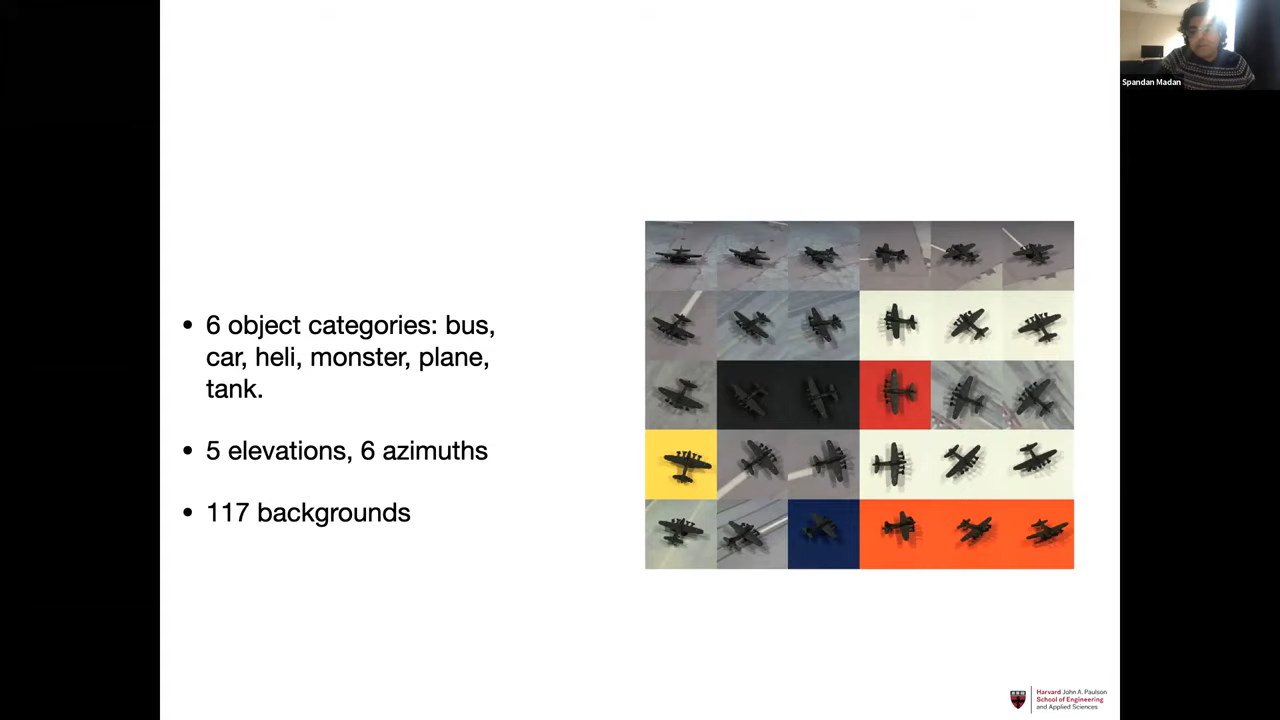 Spandan Madan
• 6 object categories: bus,
car, heli, monster, plane,
tank.
• 5 elevations, 6 azimuths
• 117 backgrounds
Harvard John A. Paulson
School of Engineering
and Applied Sciences